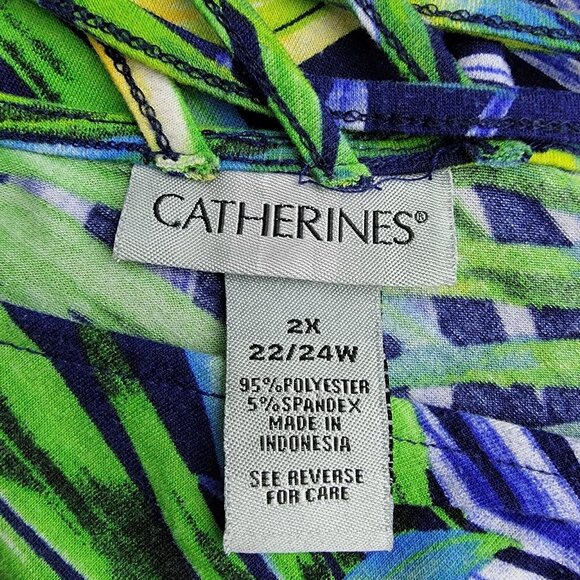 CATHERINES®
2X
22/24W
95%POLYESTER
5%SPANDEX
MADE IN
INDONESIA
SEE REVERSE
FOR CARE